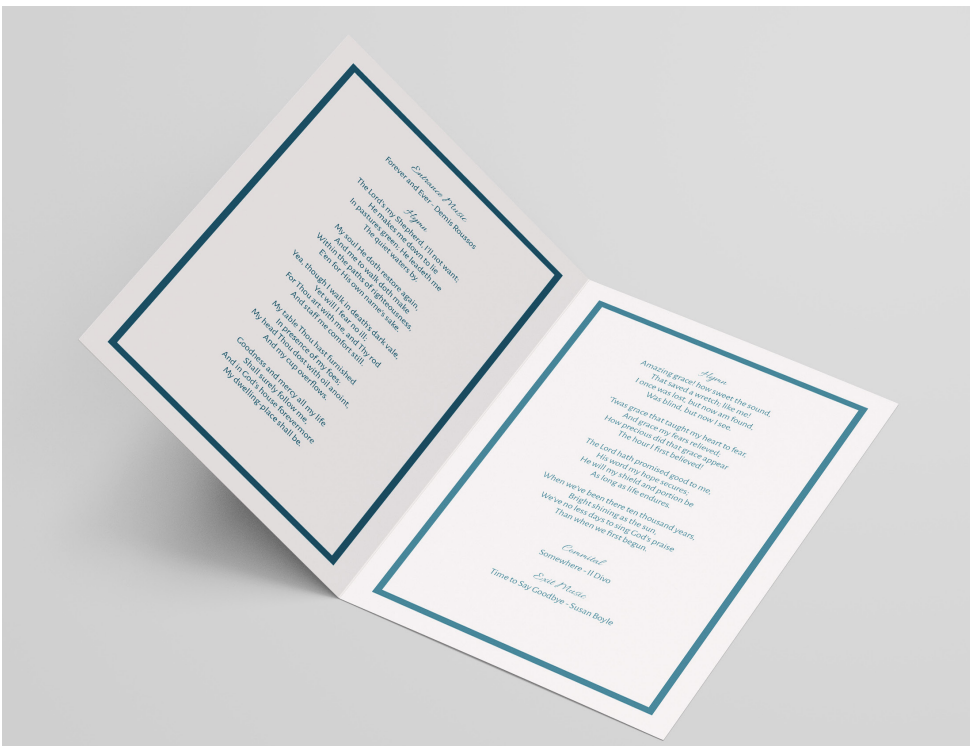 Entrance Music
Forever and Ever - Demis Roussos
Hymn
The Lord's my Shepherd, I'll not want;
He makes me down to lie
In pastures green; He leadeth me
The quiet waters by.
My soul He doth restore again,
And me to walk doth make
Within the paths of righteousness,
E'en for His own name's sake.
Yea, though I walk in death's dark vale,
Yet will I fear no ill;
For Thou art with me, and Thy rod
And staff me comfort still.
My table Thou hast furnished
In presence of my foes;
My head Thou dost with oil anoint,
And my cup overflows.
Goodness and mercy all my life
Shall surely follow me,
And in God's house forevermore
My dwelling-place shall be.
Hymn
Amazing grace! how sweet the sound,
That saved a wretch; like me!
I once was lost, but now am found,
Was blind, but now I see.
'Twas grace that taught my heart to fear,
And grace my fears relieved;
How precious did that grace appear
The hour I first believed!
The Lord hath promised good to me,
His word my hope secures;
He will my shield and portion be
As long as life endures.
When we've been there ten thousand years,
Bright shining as the sun,
We've no less days to sing God's praise
Than when we first begun.
Commital
Somewhere - Il Divo
Exit Music
Time to Say Goodbye - Susan Boyle